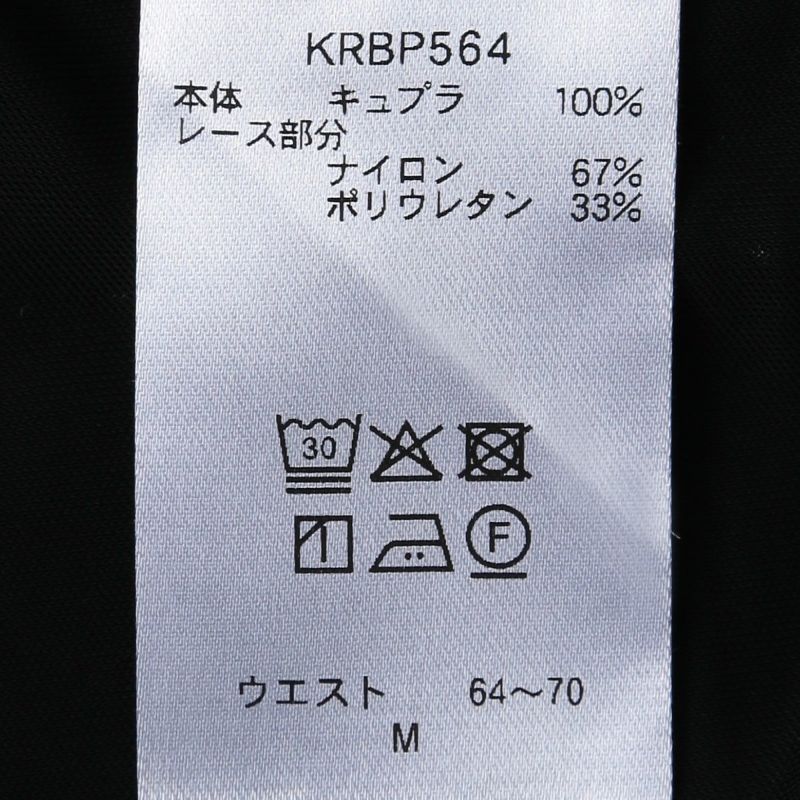 KRBP564
本体 キュプラ 100%
レース部分
ナイロン 67%
ポリウレタン 33%
30
F
ウエスト 64～70
M